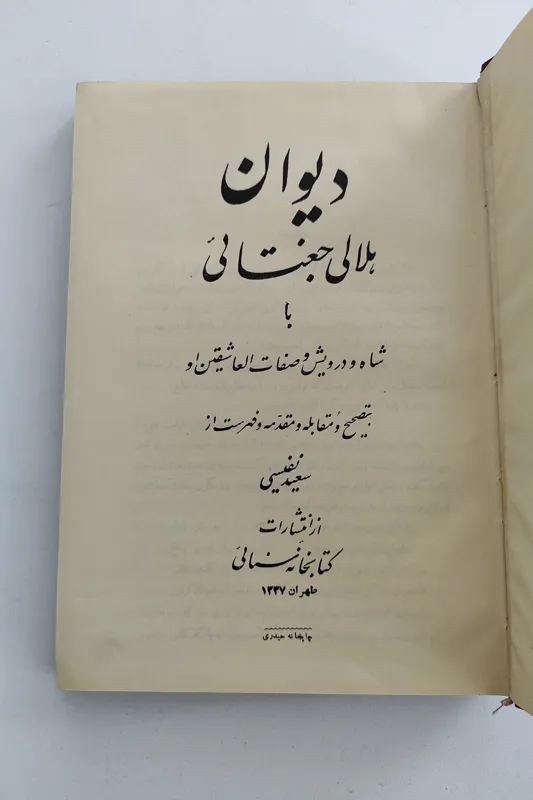 دیوان
هلالی جغتائی
با
شاه و درویش و صفات العاشقین او
بتصحیح و مقابله و مقدمه و فهرست از
سعید نفیسی
از انتشارات
کتابخانه سنائی
طهران ۱۳۳۷
چاپخانه حیدری